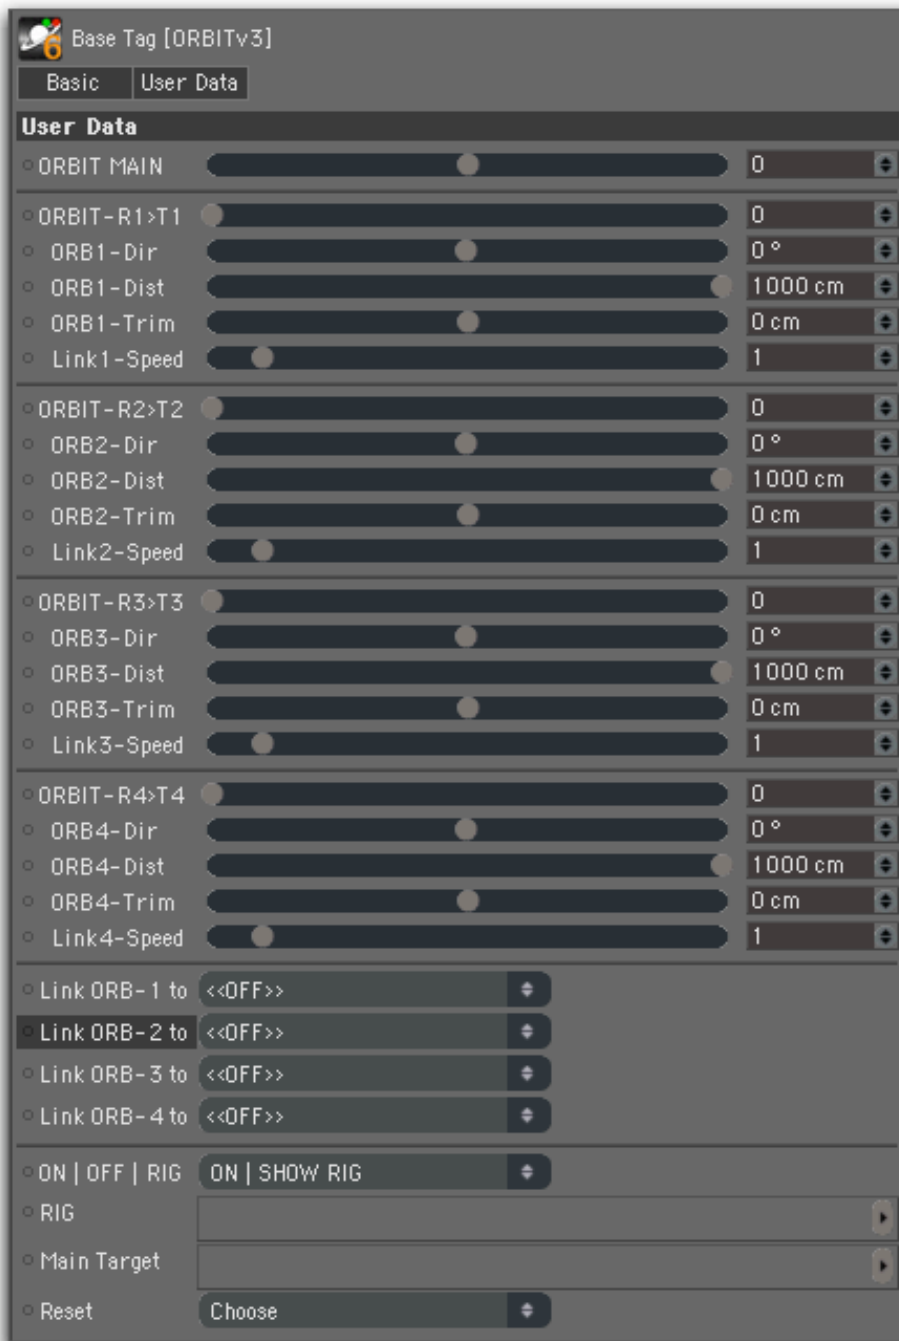 6
Base Tag [ORBITv3]
Basic User Data
User Data
ORBIT MAIN 0
ORBIT-R1>T1 0
ORB1-Dir 0 °
ORB1-Dist 1000 cm
ORB1-Trim 0 cm
Link1-Speed 1
ORBIT-R2>T2 0
ORB2-Dir 0 °
ORB2-Dist 1000 cm
ORB2-Trim 0 cm
Link2-Speed 1
ORBIT-R3>T3 0
ORB3-Dir 0 °
ORB3-Dist 1000 cm
ORB3-Trim 0 cm
Link3-Speed 1
ORBIT-R4>T4 0
ORB4-Dir 0 °
ORB4-Dist 1000 cm
ORB4-Trim 0 cm
Link4-Speed 1
Link ORB-1 to <<OFF>>
Link ORB-2 to <<OFF>>
Link ORB-3 to <<OFF>>
Link ORB-4 to <<OFF>>
ON | OFF | RIG ON | SHOW RIG
RIG
Main Target
Reset Choose